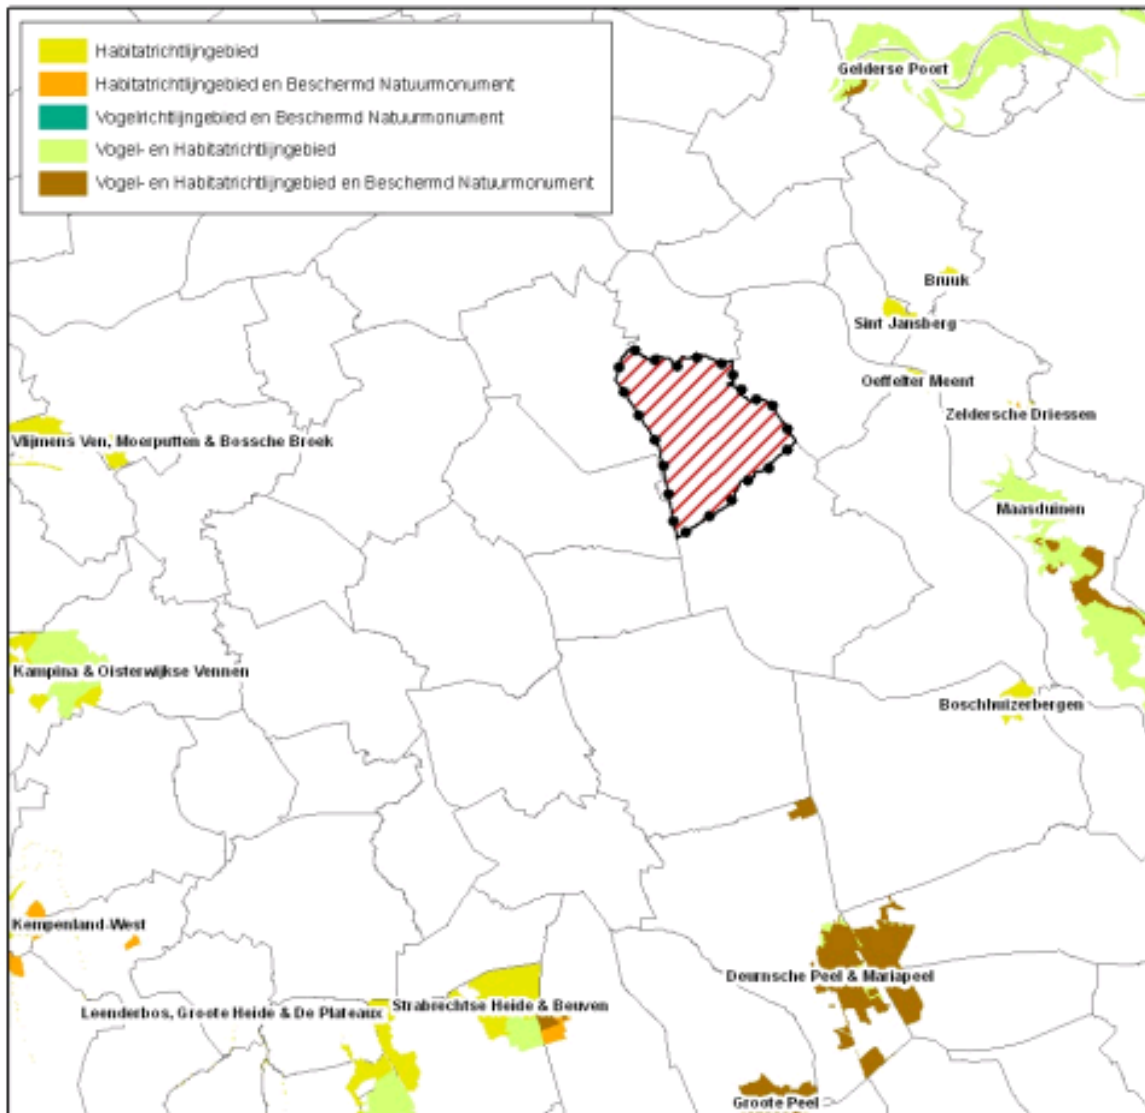 Habitatrichtlijngebied
Habitatrichtlijngebied en Beschermd Natuurmonument
Vogelrichtlijngebied en Beschermd Natuurmonument
Vogel- en Habitatrichtlijngebied
Vogel- en Habitatrichtlijngebied en Beschermd Natuurmonument
Gelderse Poort
Bruuk
Sint Jansberg
Oeffelter Meent
Zeldersche Driessen
Vlijmens Ven, Moerputten & Bossche Broek
Maasduinen
Kampina & Oisterwijkse Vennen
Boschhuizerbergen
Kempenland-West
Deurnsche Peel & Mariapeel
Strabrechtse Heide & Beuven
Leenderbos, Groote Heide & De Plateaux
Groote Peel